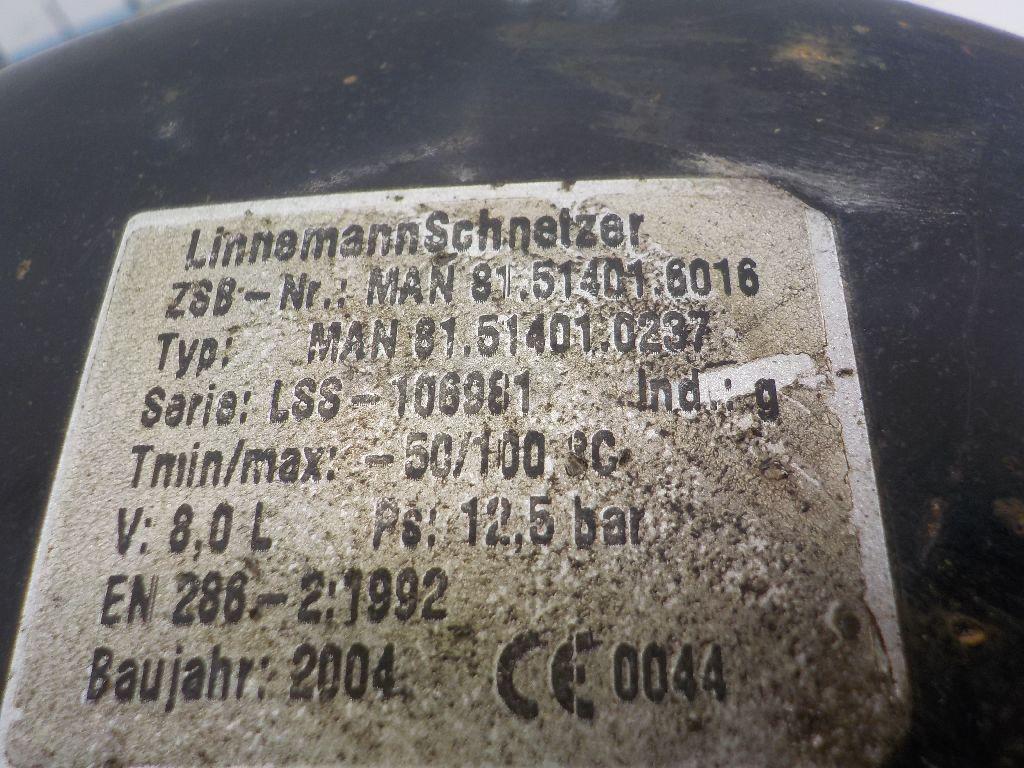 LinnemannSchnetzer
ZSB-Nr.: MAN 81.51401.6016
Typ: MAN 81.51401.0237
Serie: LSS-106981 Ind.: g
Tmin/max: -50/100 °C
V: 8,0 L Ps: 12,5 bar
EN 286.-2:1992
Baujahr: 2004 CE 0044